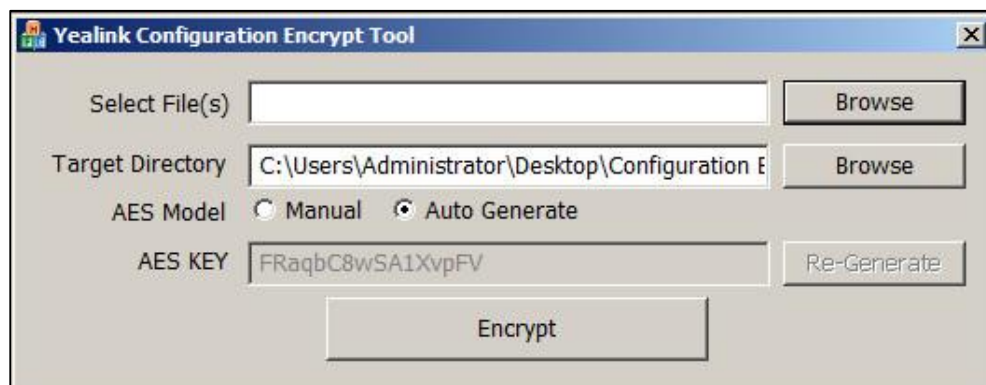 Yealink Configuration Encrypt Tool
Select File(s) Browse
Target Directory C:\Users\Administrator\Desktop\Configuration E Browse
AES Model Manual Auto Generate
AES KEY FRaqbC8wSA1XvpFV Re-Generate
Encrypt